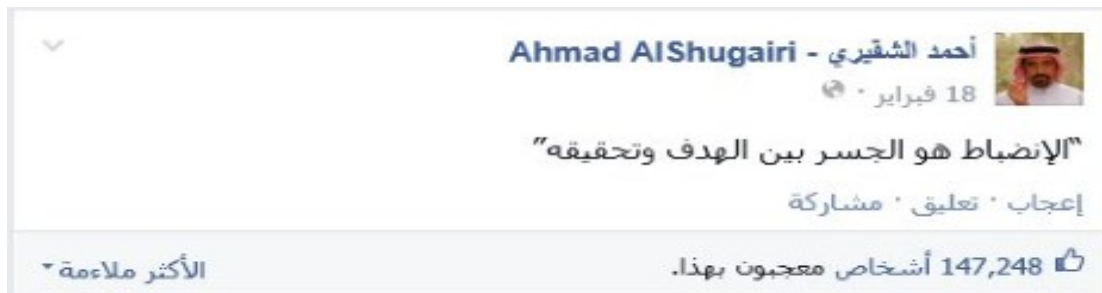 أحمد الشقيري - Ahmad AlShugairi
18 فبراير ·
"الإنضباط هو الجسر بين الهدف وتحقيقه"
إعجاب · تعليق · مشاركة
147,248 أشخاص معجبون بهذا.
الأكثر ملاءمة